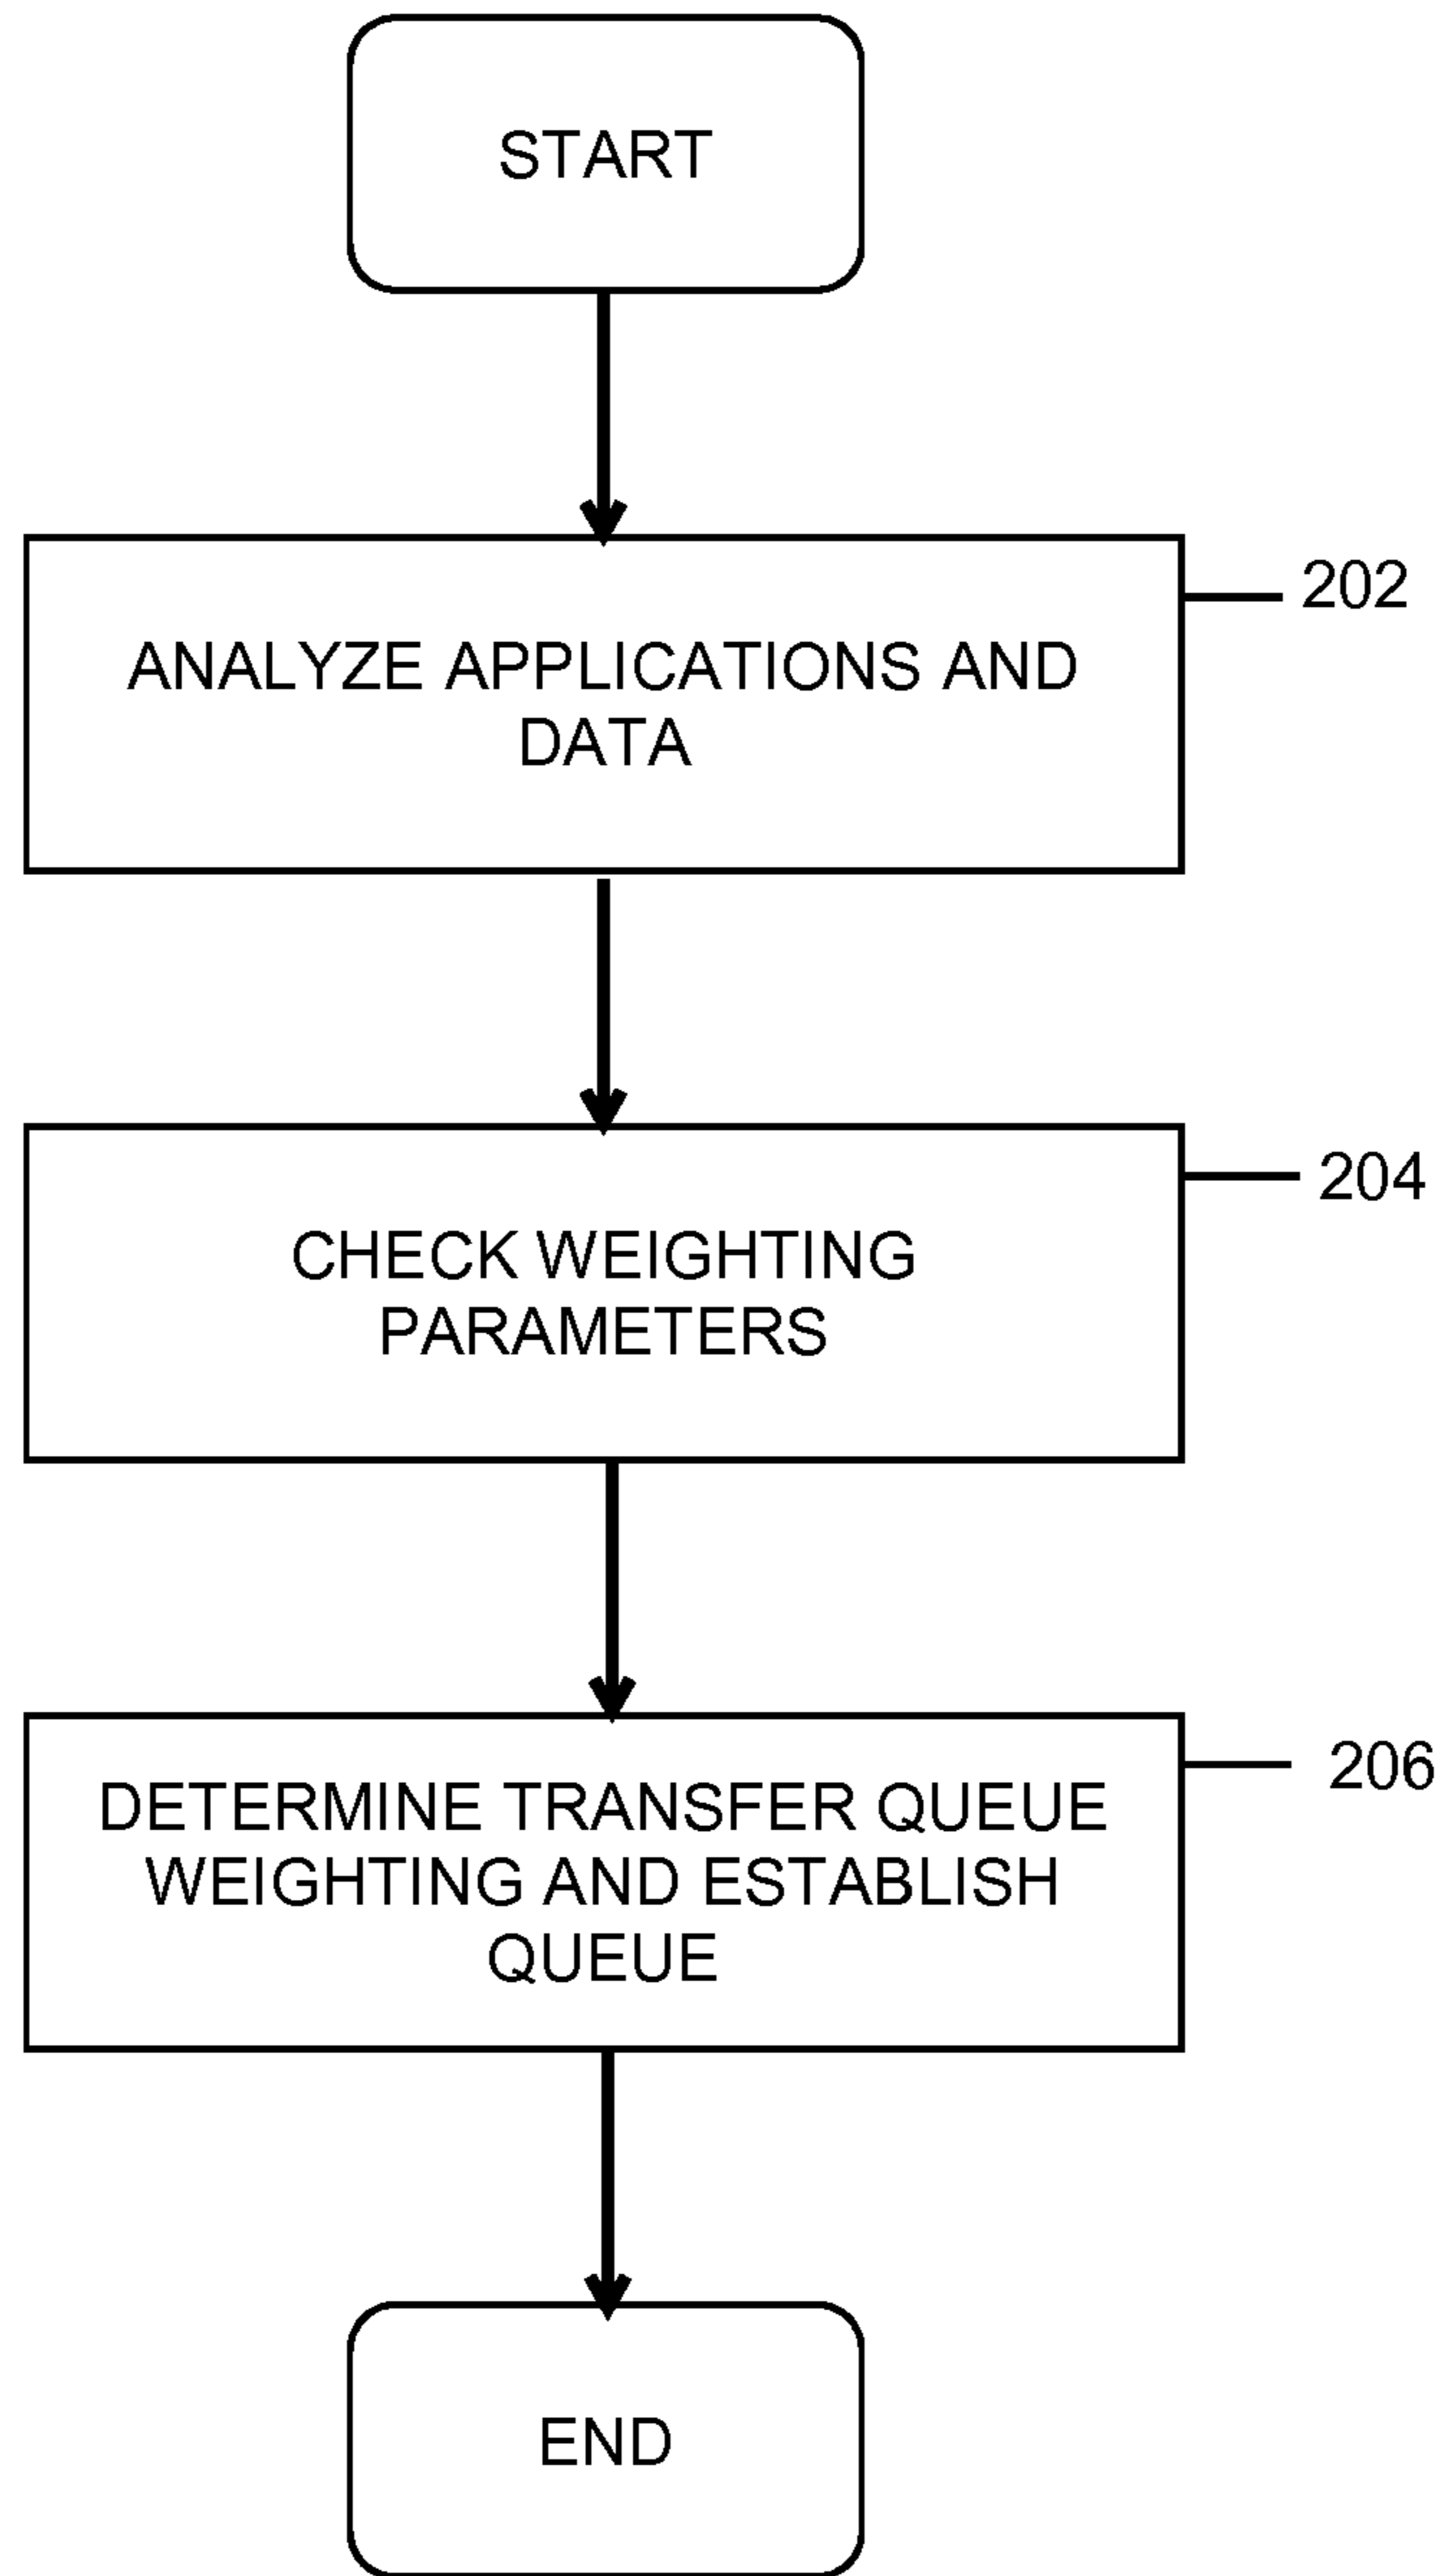 START
202
ANALYZE APPLICATIONS AND
DATA
204
CHECK WEIGHTING
PARAMETERS
206
DETERMINE TRANSFER QUEUE
WEIGHTING AND ESTABLISH
QUEUE
END